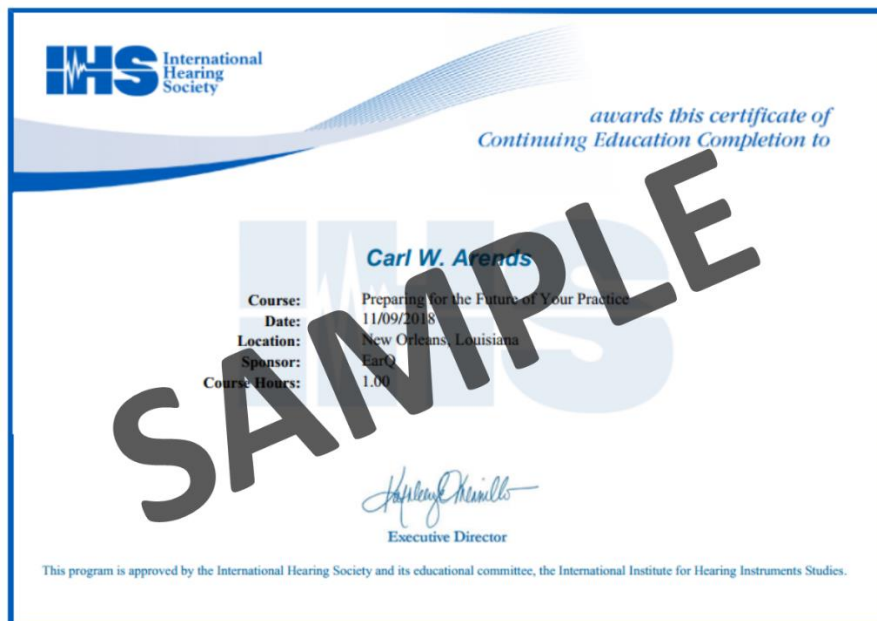 IHS International
Hearing
Society
awards this certificate of
Continuing Education Completion to
Carl W. Arends
Course: Preparing for the Future of Your Practice
Date: 11/09/2018
Location: New Orleans, Louisiana
Sponsor: EarQ
Course Hours: 1.00
SAMPLE
Executive Director
This program is approved by the International Hearing Society and its educational committee, the International Institute for Hearing Instruments Studies.